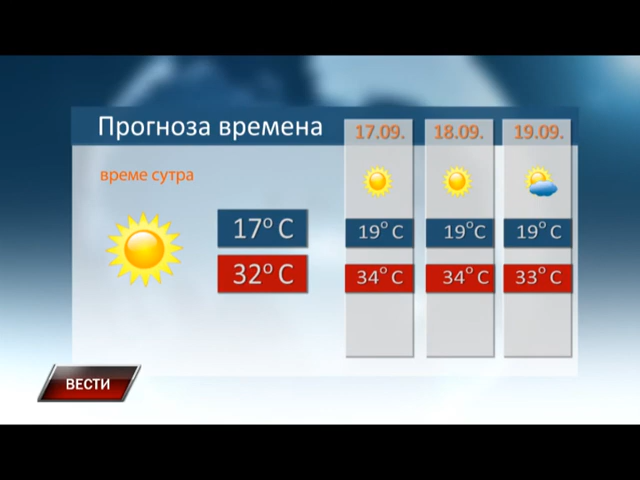 Прогноза времена
време сутра
17° C
32° C
17.09.
19° C
34° C
18.09.
19° C
34° C
19.09.
19° C
33° C
ВЕСТИ